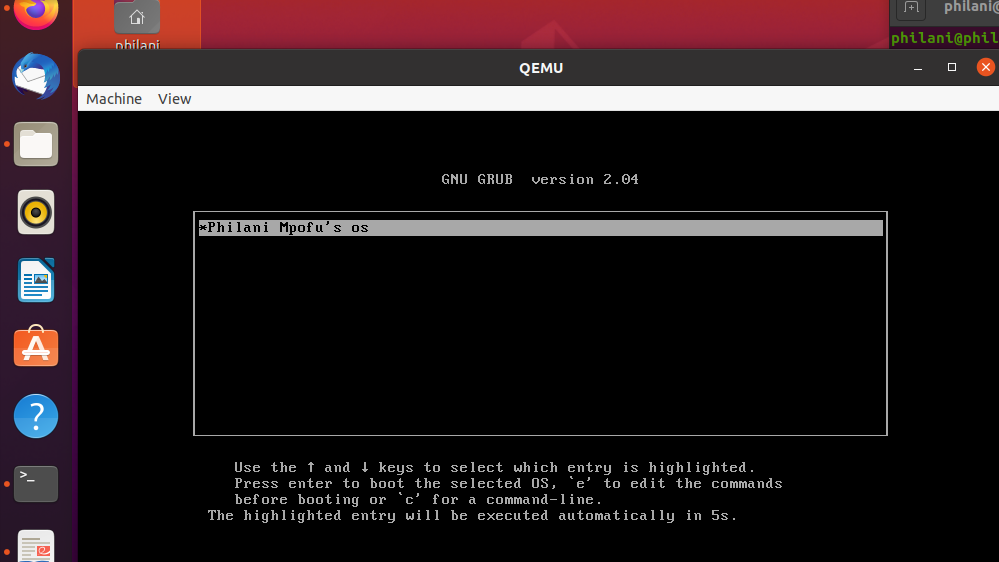 philani@
philani
philani@phil
QEMU
Machine View
GNU GRUB version 2.04
*Philani Mpofu's os
Use the ↑ and ↓ keys to select which entry is highlighted.
Press enter to boot the selected OS, `e' to edit the commands
before booting or `c' for a command-line.
The highlighted entry will be executed automatically in 5s.